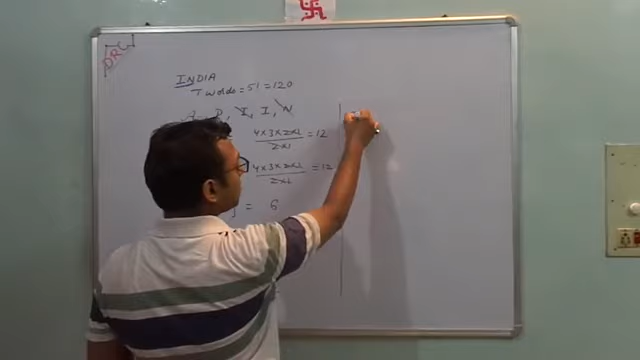 DRCW
INDIA
T words = 5! = 120
A, D, I, I, N
4×3×2×1 = 12
2×1
4×3×2×1 = 12
2×1
= 6